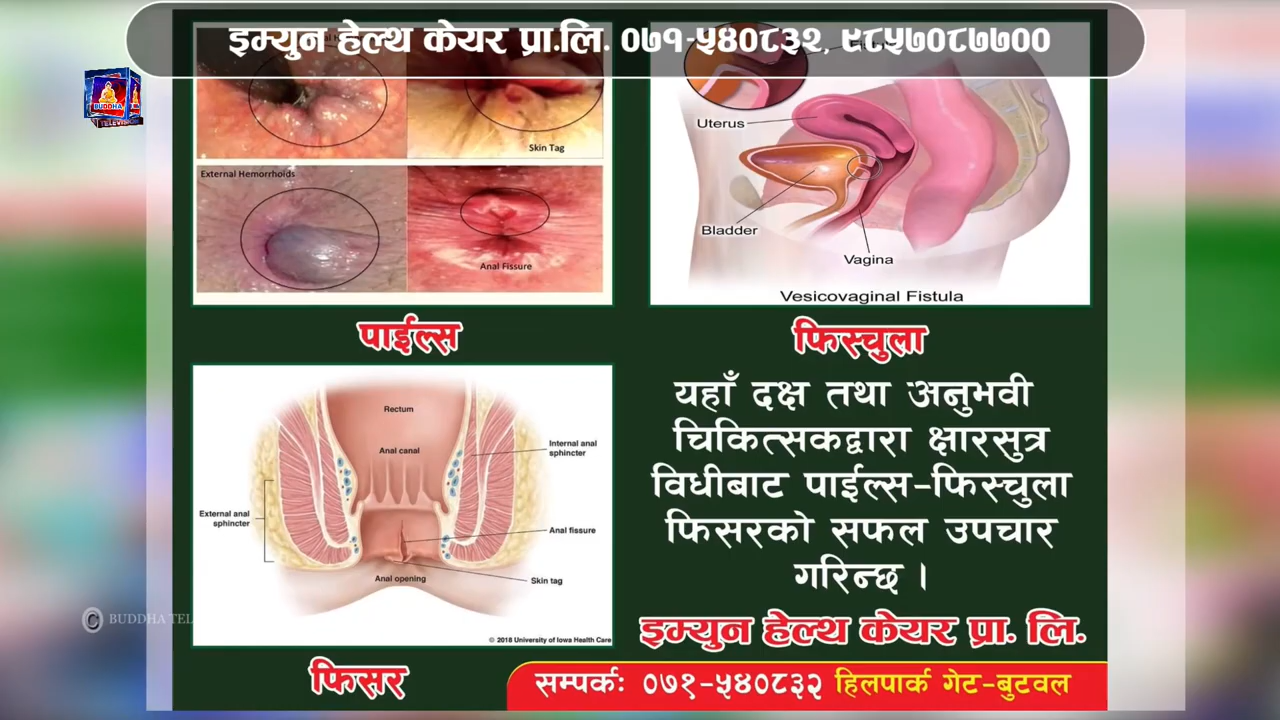 इम्युन हेल्थ केयर प्रा.लि. ०७१-५४०८३२, ९८५७०८७७००
BUDDHA
Skin Tag
External Hemorrhoids
Anal Fissure
Uterus
Bladder
Vagina
Vesicovaginal Fistula
पाईल्स
फिस्चुला
Rectum
Anal canal
Internal anal
sphincter
External anal
sphincter
Anal fissure
Anal opening
Skin tag
© 2018 University of Iowa Health Care
फिसर
यहाँ दक्ष तथा अनुभवी
चिकित्सकद्वारा क्षारसुत्र
विधीबाट पाईल्स-फिस्चुला
फिसरको सफल उपचार
गरिन्छ ।
इम्युन हेल्थ केयर प्रा. लि.
सम्पर्कः ०७१-५४०८३२ हिलपार्क गेट-बुटवल
© BUDDHA TEL